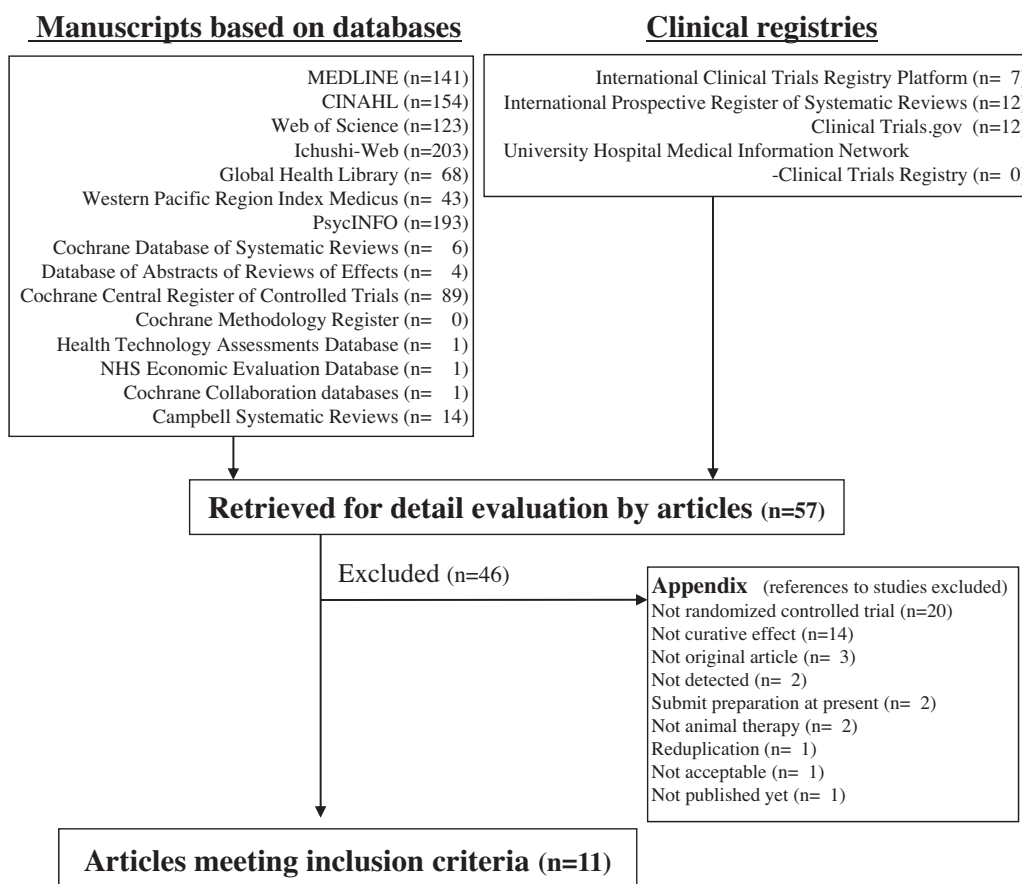 Manuscripts based on databases
MEDLINE (n=141)
CINAHL (n=154)
Web of Science (n=123)
Ichushi-Web (n=203)
Global Health Library (n= 68)
Western Pacific Region Index Medicus (n= 43)
PsycINFO (n=193)
Cochrane Database of Systematic Reviews (n= 6)
Database of Abstracts of Reviews of Effects (n= 4)
Cochrane Central Register of Controlled Trials (n= 89)
Cochrane Methodology Register (n= 0)
Health Technology Assessments Database (n= 1)
NHS Economic Evaluation Database (n= 1)
Cochrane Collaboration databases (n= 1)
Campbell Systematic Reviews (n= 14)
Clinical registries
International Clinical Trials Registry Platform (n= 7)
International Prospective Register of Systematic Reviews (n=12)
Clinical Trials.gov (n=12)
University Hospital Medical Information Network
-Clinical Trials Registry (n= 0)
Retrieved for detail evaluation by articles (n=57)
Excluded (n=46)
Appendix (references to studies excluded)
Not randomized controlled trial (n=20)
Not curative effect (n=14)
Not original article (n= 3)
Not detected (n= 2)
Submit preparation at present (n= 2)
Not animal therapy (n= 2)
Reduplication (n= 1)
Not acceptable (n= 1)
Not published yet (n= 1)
Articles meeting inclusion criteria (n=11)